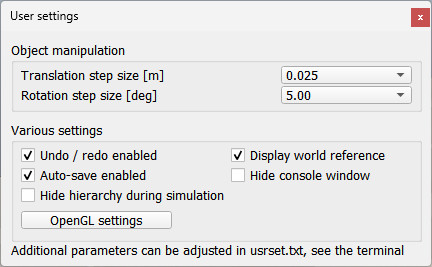 User settings
x
Object manipulation
Translation step size [m]
0.025
Rotation step size [deg]
5.00
Various settings
Undo / redo enabled
Display world reference
Auto-save enabled
Hide console window
Hide hierarchy during simulation
OpenGL settings
Additional parameters can be adjusted in usrset.txt, see the terminal